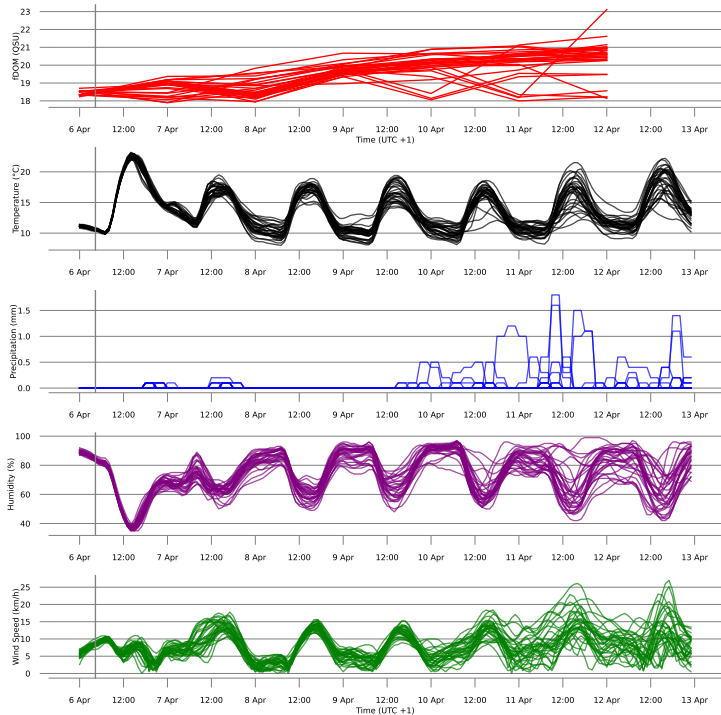 23
22
21
20
19
18
fDOM (QSU)
6 Apr 12:00 7 Apr 12:00 8 Apr 12:00 9 Apr 12:00 10 Apr 12:00 11 Apr 12:00 12 Apr 12:00 13 Apr
Time (UTC +1)
20
15
10
Temperature (°C)
6 Apr 12:00 7 Apr 12:00 8 Apr 12:00 9 Apr 12:00 10 Apr 12:00 11 Apr 12:00 12 Apr 12:00 13 Apr
1.5
1.0
0.5
0.0
Precipitation (mm)
6 Apr 12:00 7 Apr 12:00 8 Apr 12:00 9 Apr 12:00 10 Apr 12:00 11 Apr 12:00 12 Apr 12:00 13 Apr
100
80
60
40
Humidity (%)
6 Apr 12:00 7 Apr 12:00 8 Apr 12:00 9 Apr 12:00 10 Apr 12:00 11 Apr 12:00 12 Apr 12:00 13 Apr
25
20
15
10
5
0
Wind Speed (km/h)
6 Apr 12:00 7 Apr 12:00 8 Apr 12:00 9 Apr 12:00 10 Apr 12:00 11 Apr 12:00 12 Apr 12:00 13 Apr
Time (UTC +1)